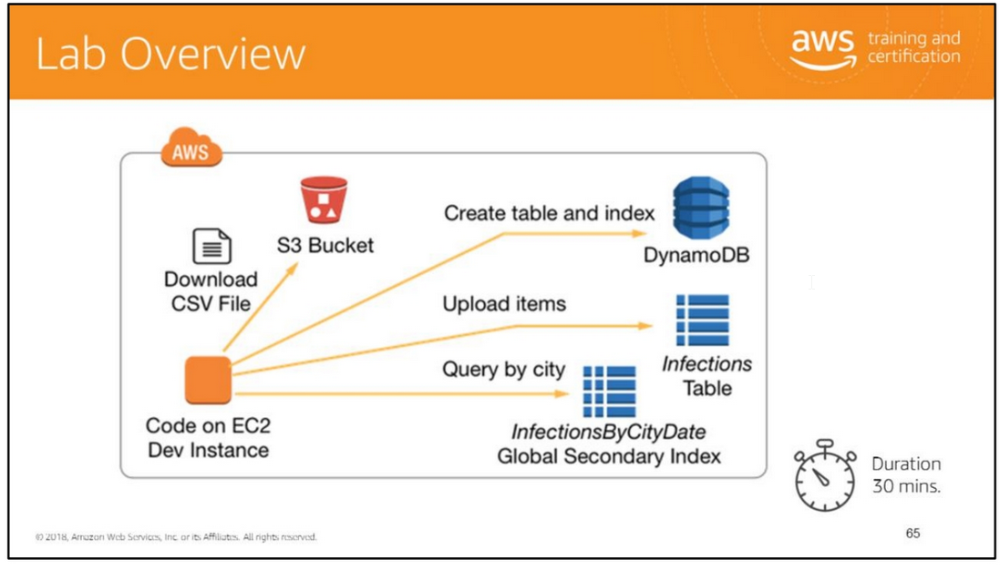 Lab Overview
aws training and
certification
AWS
S3 Bucket
Download
CSV File
Create table and index
DynamoDB
Upload items
Infections
Table
Query by city
InfectionsByCityDate
Global Secondary Index
Code on EC2
Dev Instance
Duration
30 mins.
© 2018, Amazon Web Services, Inc. or its Affiliates. All rights reserved.
65